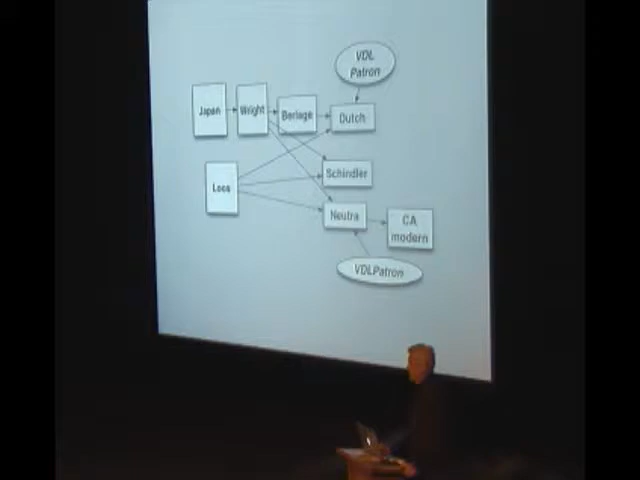 VDL
Patron
Japan
Wright
Berlage
Dutch
Loos
Schindler
Neutra
CA
modern
VDLPatron